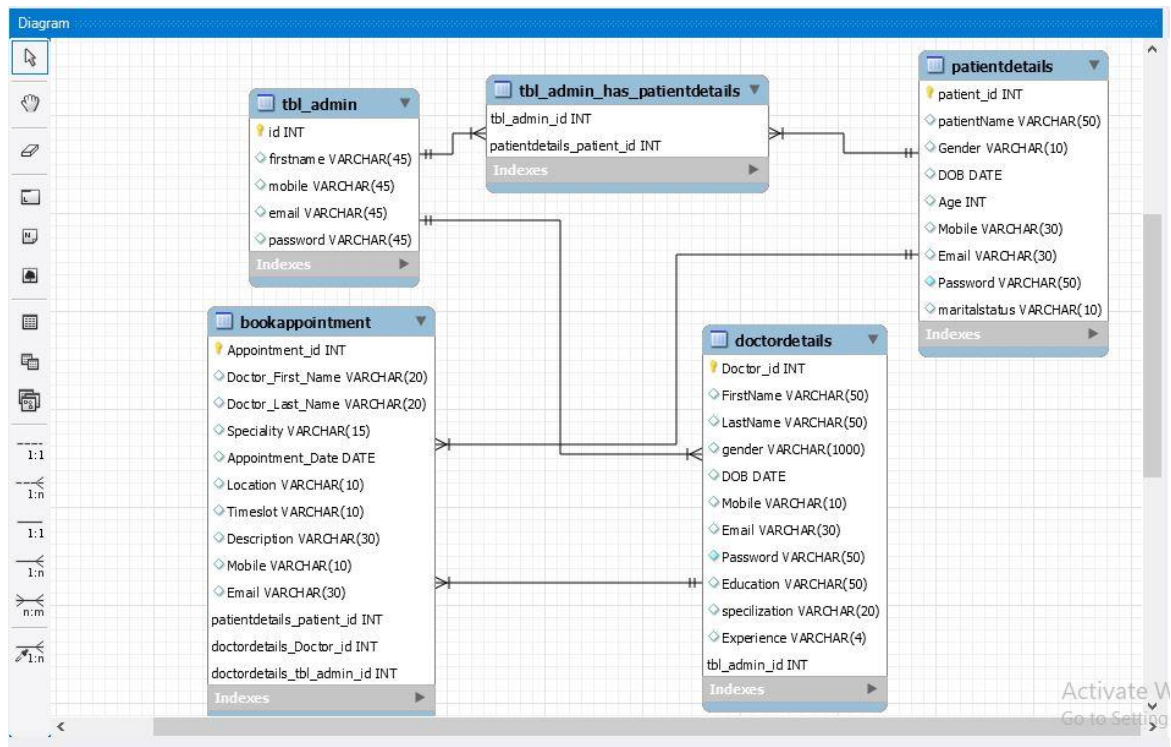 Diagram
tbl_admin
id INT
firstname VARCHAR(45)
mobile VARCHAR(45)
email VARCHAR(45)
password VARCHAR(45)
Indexes
tbl_admin_has_patientdetails
tbl_admin_id INT
patientdetails_patient_id INT
Indexes
patientdetails
patient_id INT
patientName VARCHAR(50)
Gender VARCHAR(10)
DOB DATE
Age INT
Mobile VARCHAR(30)
Email VARCHAR(30)
Password VARCHAR(50)
maritalstatus VARCHAR(10)
Indexes
bookappointment
Appointment_id INT
Doctor_First_Name VARCHAR(20)
Doctor_Last_Name VARCHAR(20)
Speciality VARCHAR(15)
Appointment_Date DATE
Location VARCHAR(10)
Timeslot VARCHAR(10)
Description VARCHAR(30)
Mobile VARCHAR(10)
Email VARCHAR(30)
patientdetails_patient_id INT
doctordetails_Doctor_id INT
doctordetails_tbl_admin_id INT
Indexes
doctordetails
Doctor_id INT
FirstName VARCHAR(50)
LastName VARCHAR(50)
gender VARCHAR(1000)
DOB DATE
Mobile VARCHAR(10)
Email VARCHAR(30)
Password VARCHAR(50)
Education VARCHAR(50)
specilization VARCHAR(20)
Experience VARCHAR(4)
tbl_admin_id INT
Indexes
1:1
1:n
1:1
1:n
n:m
1:n
Activate W
Go to Setting